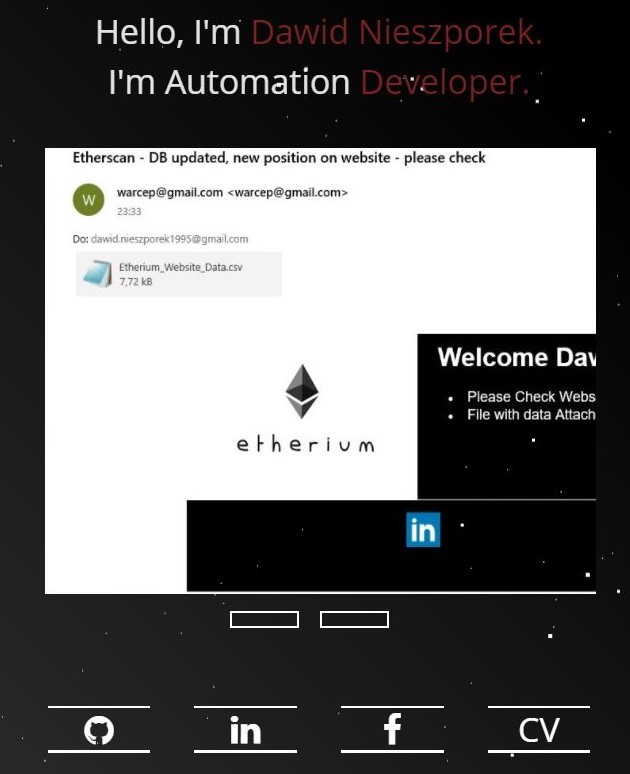 Hello, I'm Dawid Nieszporek.
I'm Automation Developer.
Etherscan - DB updated, new position on website - please check
W
warcep@gmail.com <warcep@gmail.com>
23:33
Do: dawid.nieszporek1995@gmail.com
Etherium_Website_Data.csv
7,72 kB
etherium
Welcome Dav
• Please Check Webs
• File with data Attach
in
in
f
CV